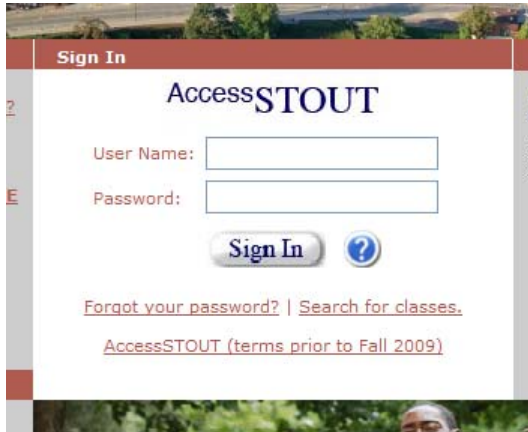 Sign In
AccessSTOUT
?
User Name:
E
Password:
Sign In ?
Forgot your password? | Search for classes.
AccessSTOUT (terms prior to Fall 2009)